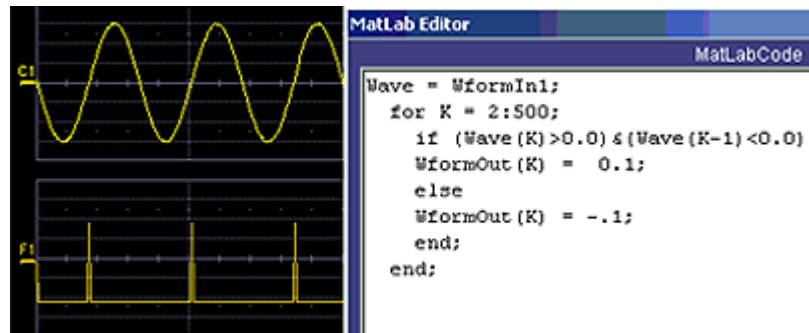 C1
F1
MatLab Editor
MatLabCode
Wave = WformIn1;
for K = 2:500;
if (Wave(K)>0.0)&(Wave(K-1)<0.0)
WformOut(K) = 0.1;
else
WformOut(K) = -.1;
end;
end;